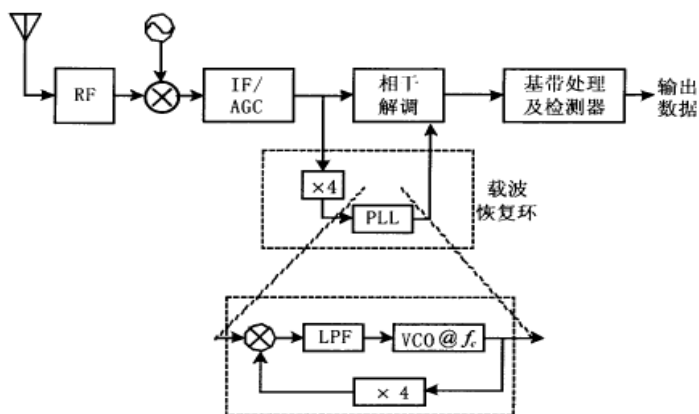 RF
IF/
AGC
相干
解调
基带处理
及检测器
输出
数据
×4
PLL
载波
恢复环
LPF
VCO@fc
× 4